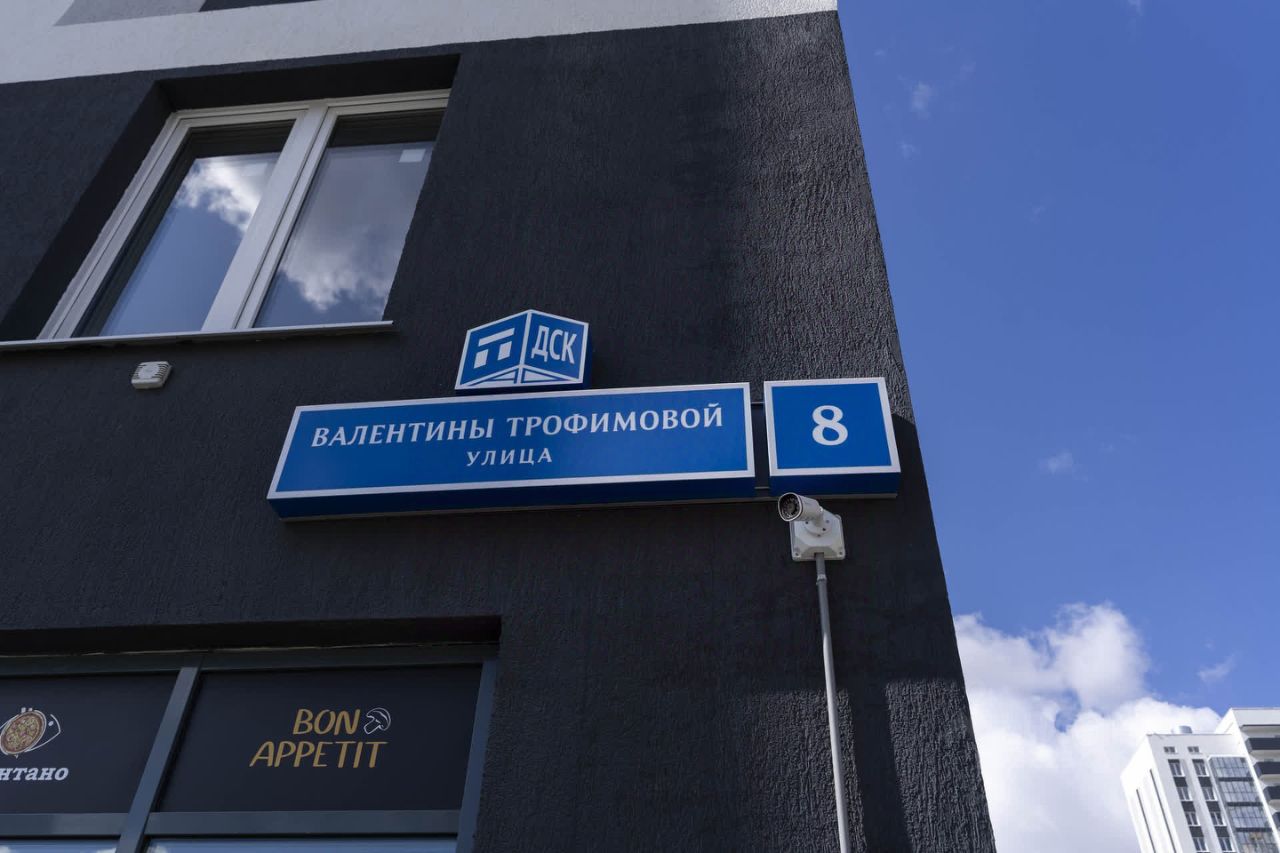 ДСК
ВАЛЕНТИНЫ ТРОФИМОВОЙ
УЛИЦА
8
BON
APPETIT
нтано